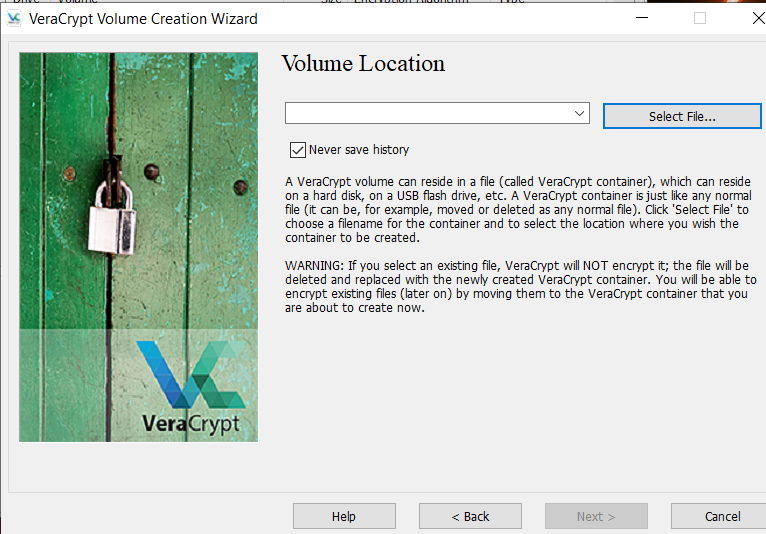 Drive Volume Size Encryption Algorithm Type
VeraCrypt Volume Creation Wizard
Volume Location
Select File...
Never save history
A VeraCrypt volume can reside in a file (called VeraCrypt container), which can reside
on a hard disk, on a USB flash drive, etc. A VeraCrypt container is just like any normal
file (it can be, for example, moved or deleted as any normal file). Click 'Select File' to
choose a filename for the container and to select the location where you wish the
container to be created.
WARNING: If you select an existing file, VeraCrypt will NOT encrypt it; the file will be
deleted and replaced with the newly created VeraCrypt container. You will be able to
encrypt existing files (later on) by moving them to the VeraCrypt container that you
are about to create now.
VeraCrypt
Help
< Back
Next >
Cancel